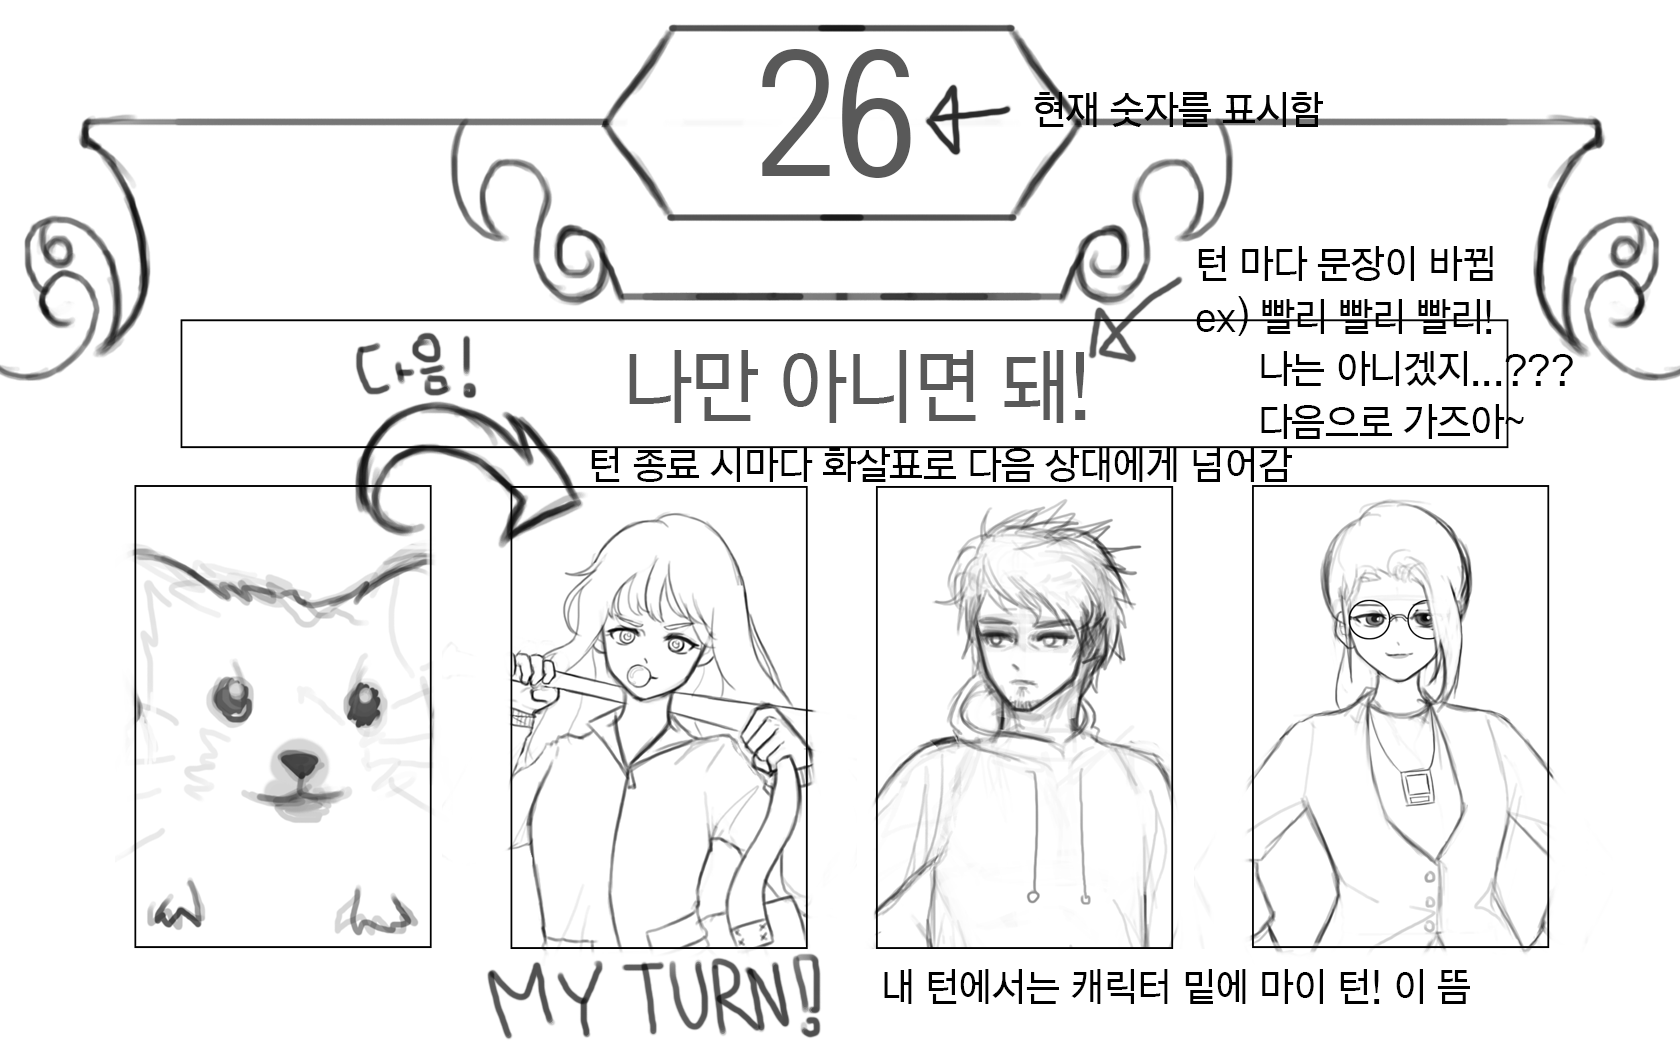 26
현재 숫자를 표시함
턴 마다 문장이 바뀜
ex) 빨리 빨리 빨리!
나는 아니겠지...???
다음으로 가즈아~
다음!
나만 아니면 돼!
턴 종료 시마다 화살표로 다음 상대에게 넘어감
MY TURN!
내 턴에서는 캐릭터 밑에 마이 턴! 이 뜸